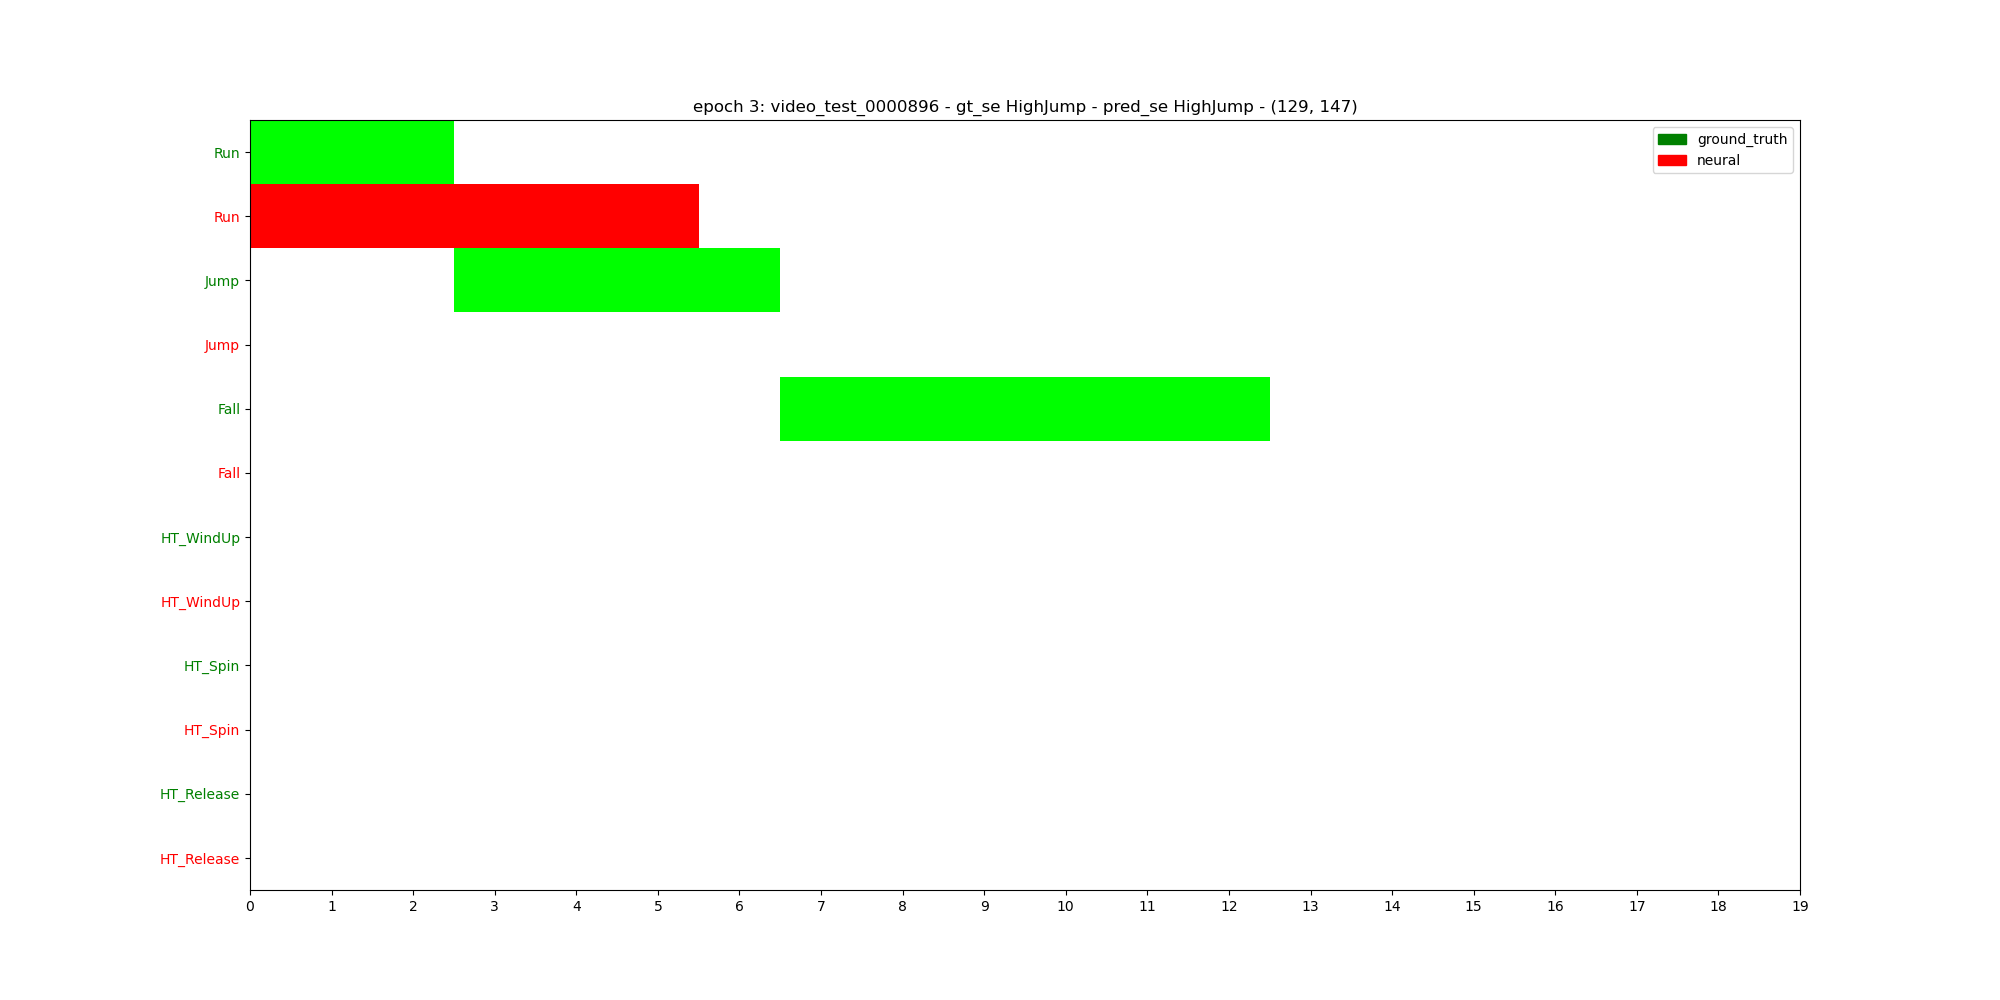 epoch 3: video_test_0000896 - gt_se HighJump - pred_se HighJump - (129, 147)
ground_truth
neural
Run
Run
Jump
Jump
Fall
Fall
HT_WindUp
HT_WindUp
HT_Spin
HT_Spin
HT_Release
HT_Release
0 1 2 3 4 5 6 7 8 9 10 11 12 13 14 15 16 17 18 19